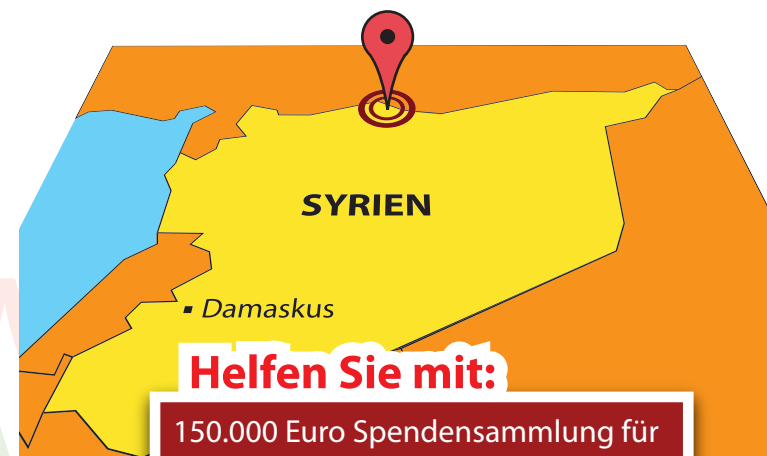 SYRIEN
Damaskus
Helfen Sie mit:
150.000 Euro Spendensammlung für